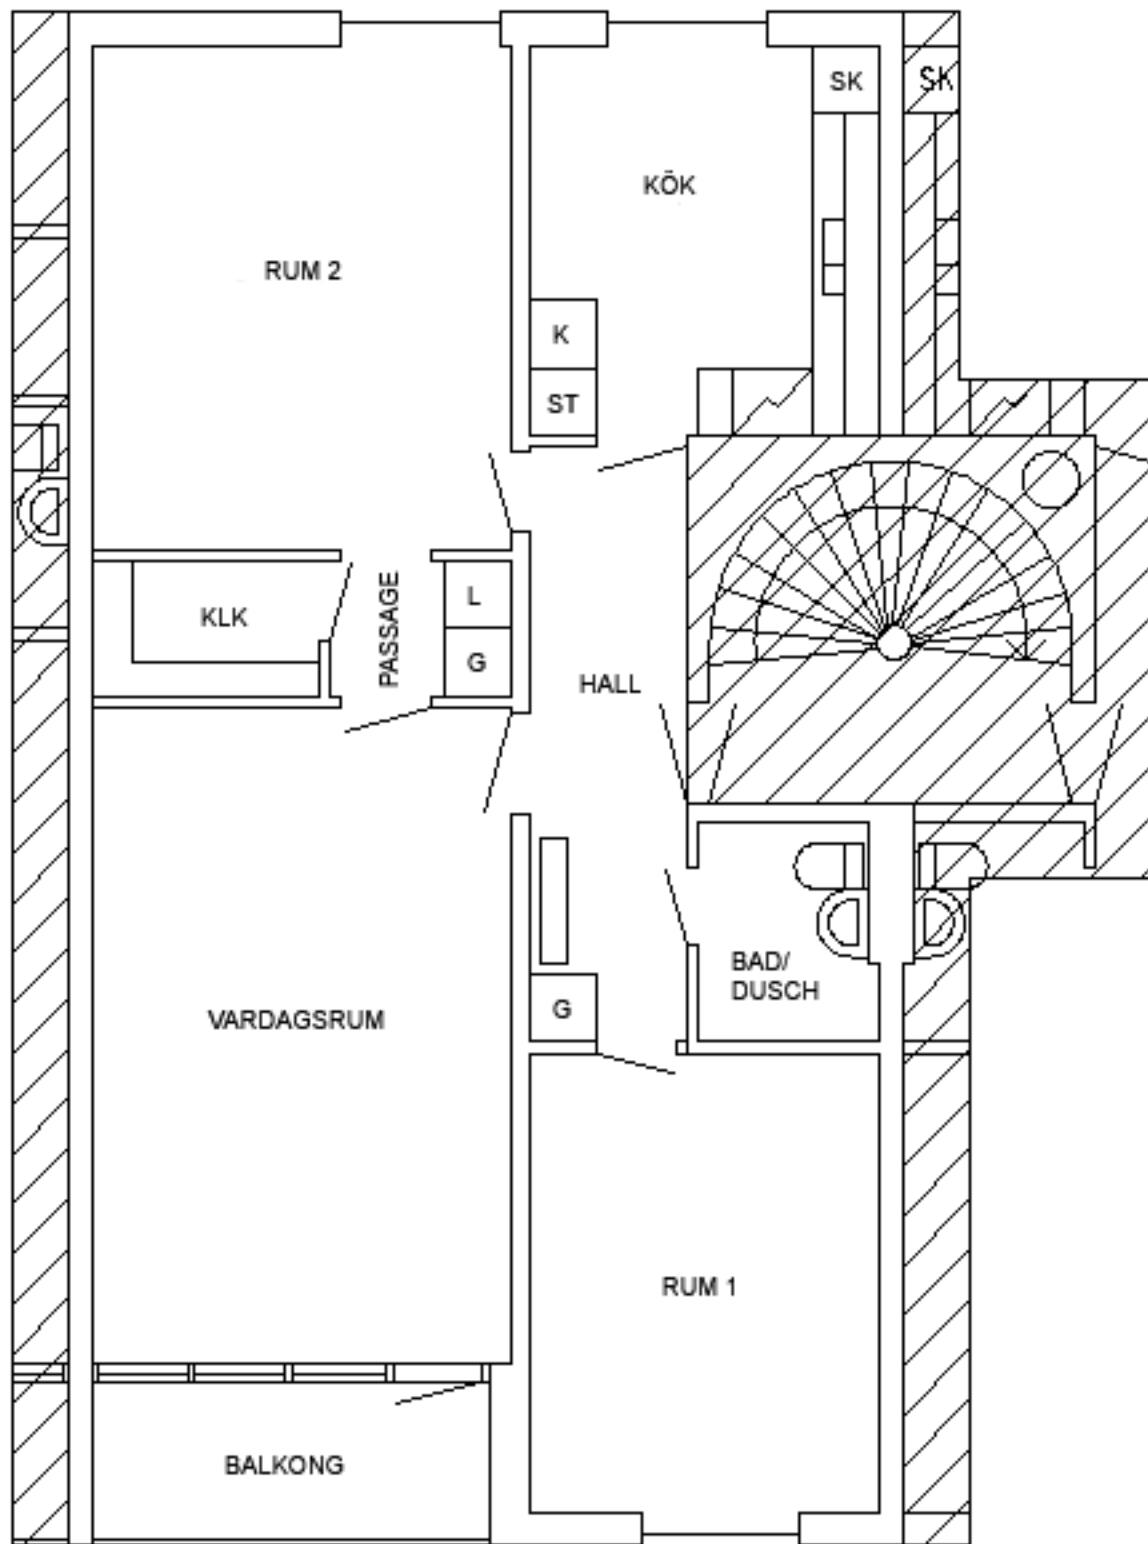 SK
SK
KÖK
RUM 2
K
ST
L
KLK
PASSAGE
G
HALL
BAD/
DUSCH
G
VARDAGSRUM
RUM 1
BALKONG